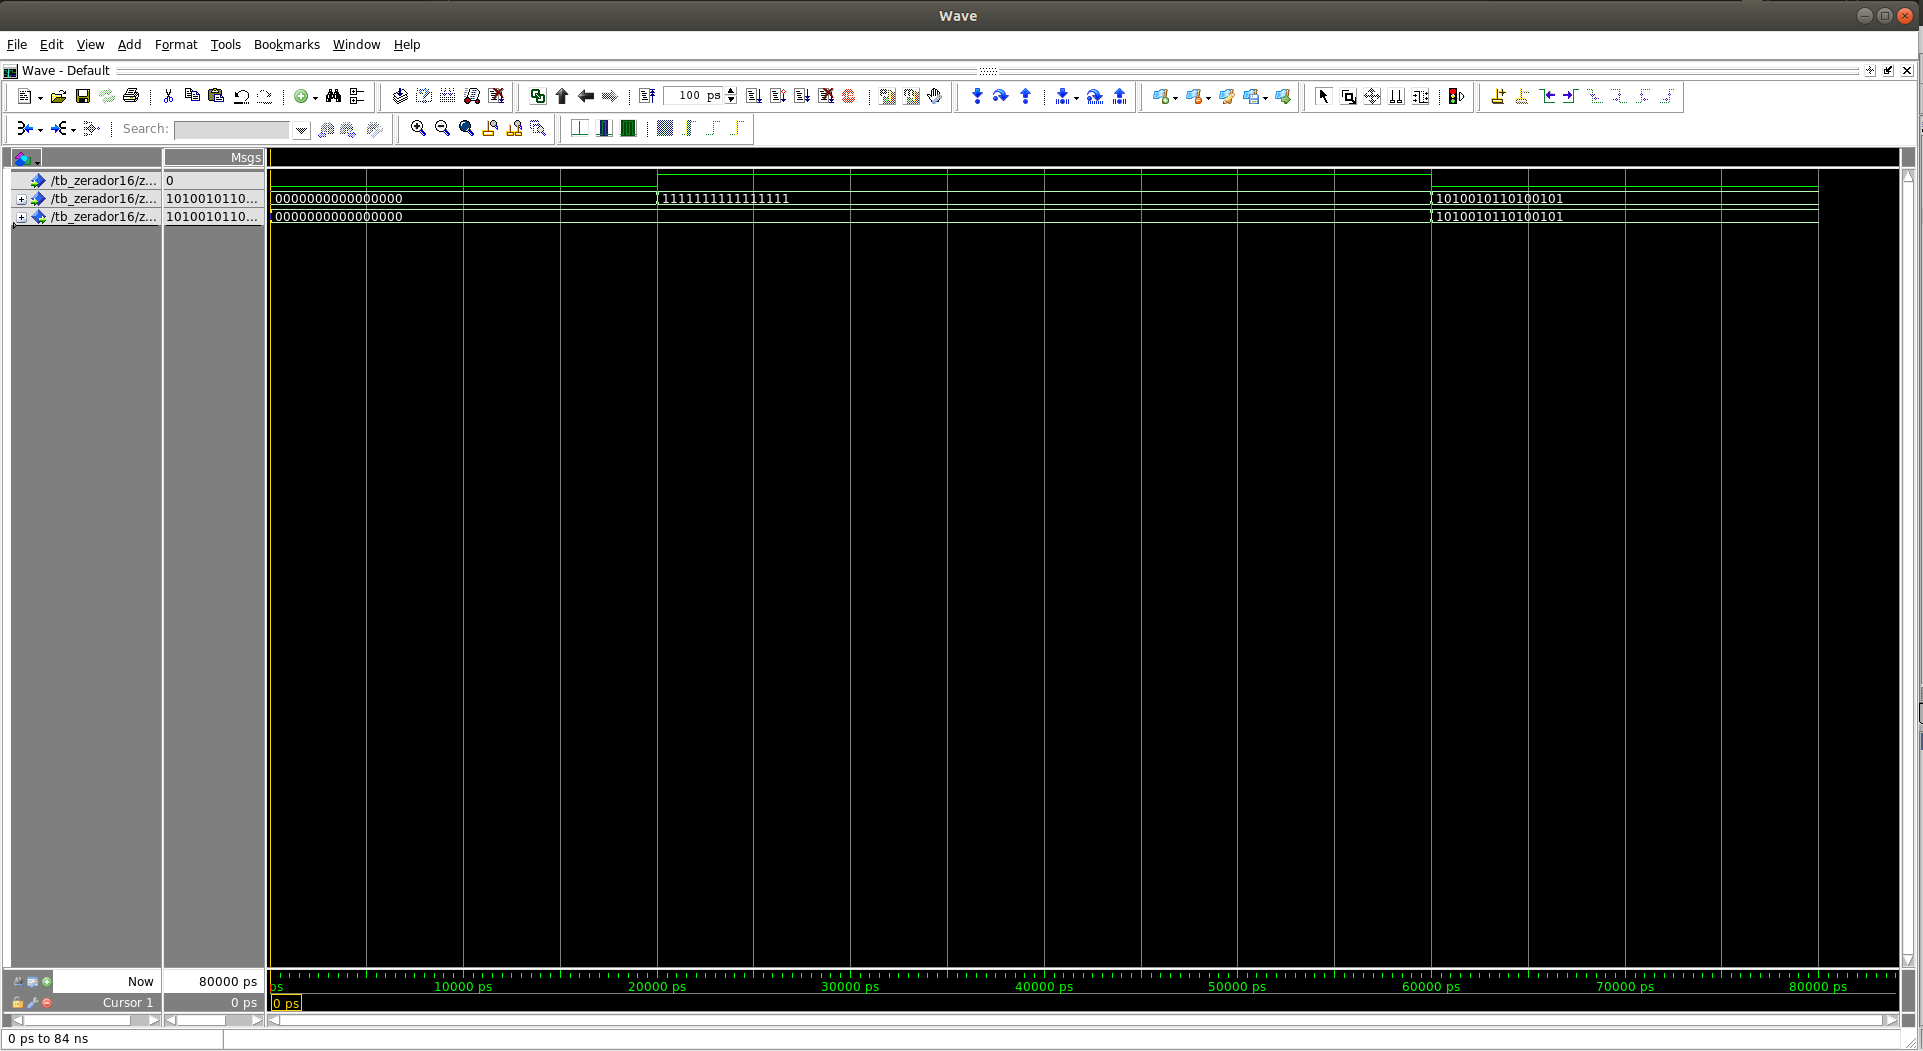 Wave
File Edit View Add Format Tools Bookmarks Window Help
Wave - Default
100 ps
Search:
Msgs
/tb_zerador16/z... 0
/tb_zerador16/z... 1010010110... 0000000000000000 1111111111111111 1010010110100101
/tb_zerador16/z... 1010010110... 0000000000000000 1010010110100101
Now 80000 ps ps 10000 ps 20000 ps 30000 ps 40000 ps 50000 ps 60000 ps 70000 ps 80000 ps
Cursor 1 0 ps 0 ps
0 ps to 84 ns